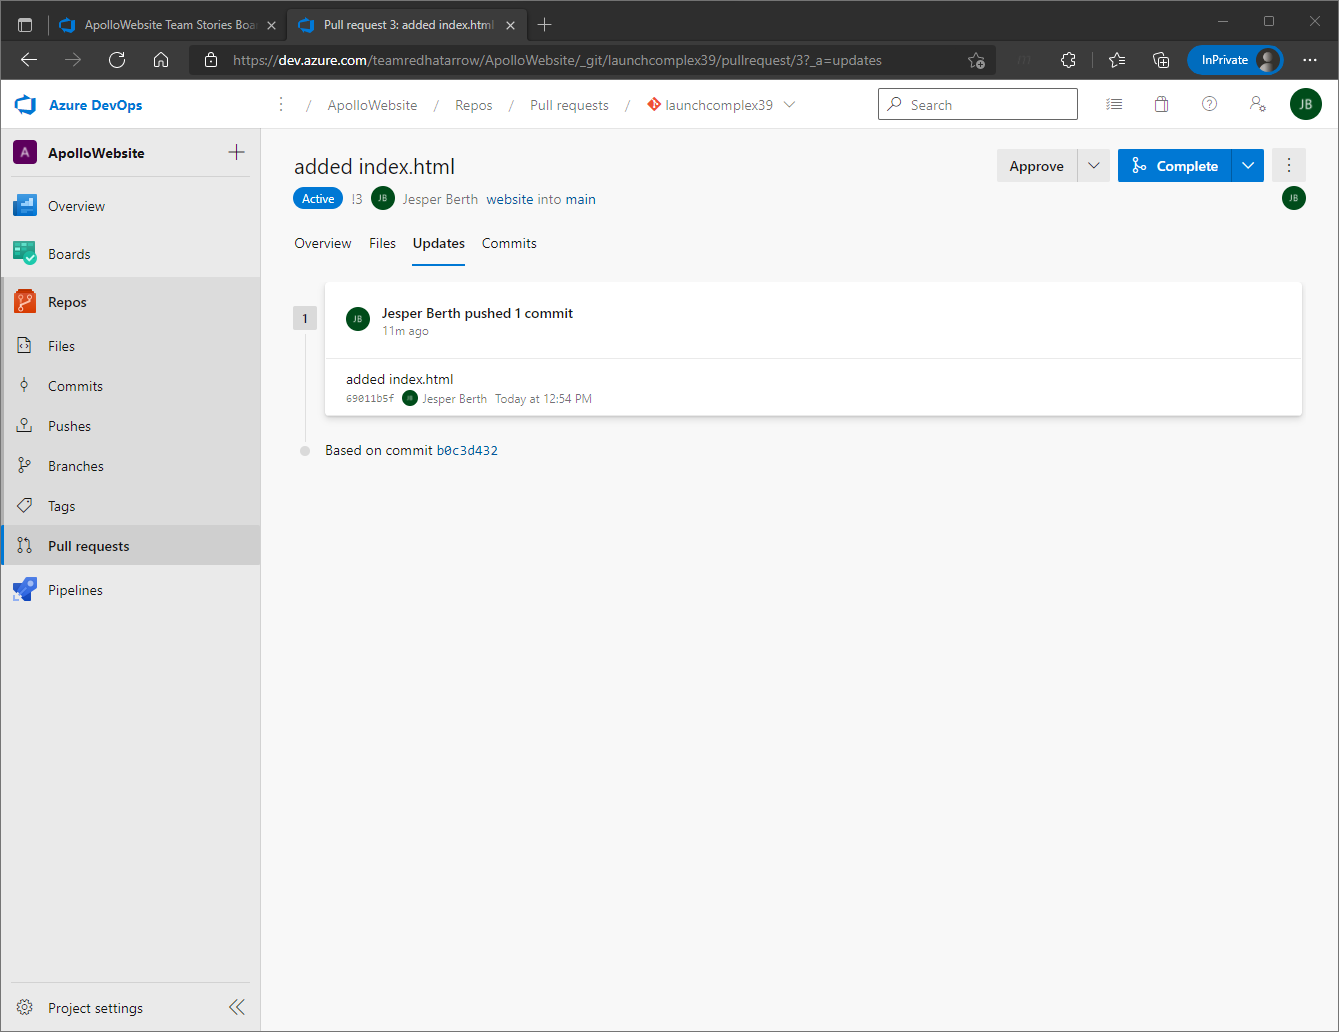 ApolloWebsite Team Stories Boa
Pull request 3: added index.html
https://dev.azure.com/teamredhatarrow/ApolloWebsite/_git/launchcomplex39/pullrequest/3?_a=updates
InPrivate
Azure DevOps
/ ApolloWebsite / Repos / Pull requests / launchcomplex39
Search
JB
A ApolloWebsite
Overview
Boards
Repos
Files
Commits
Pushes
Branches
Tags
Pull requests
Pipelines
Project settings
added index.html
Approve
Complete
Active !3 JB Jesper Berth website into main
JB
Overview Files Updates Commits
1
JB Jesper Berth pushed 1 commit
11m ago
added index.html
69011b5f JB Jesper Berth Today at 12:54 PM
Based on commit b0c3d432